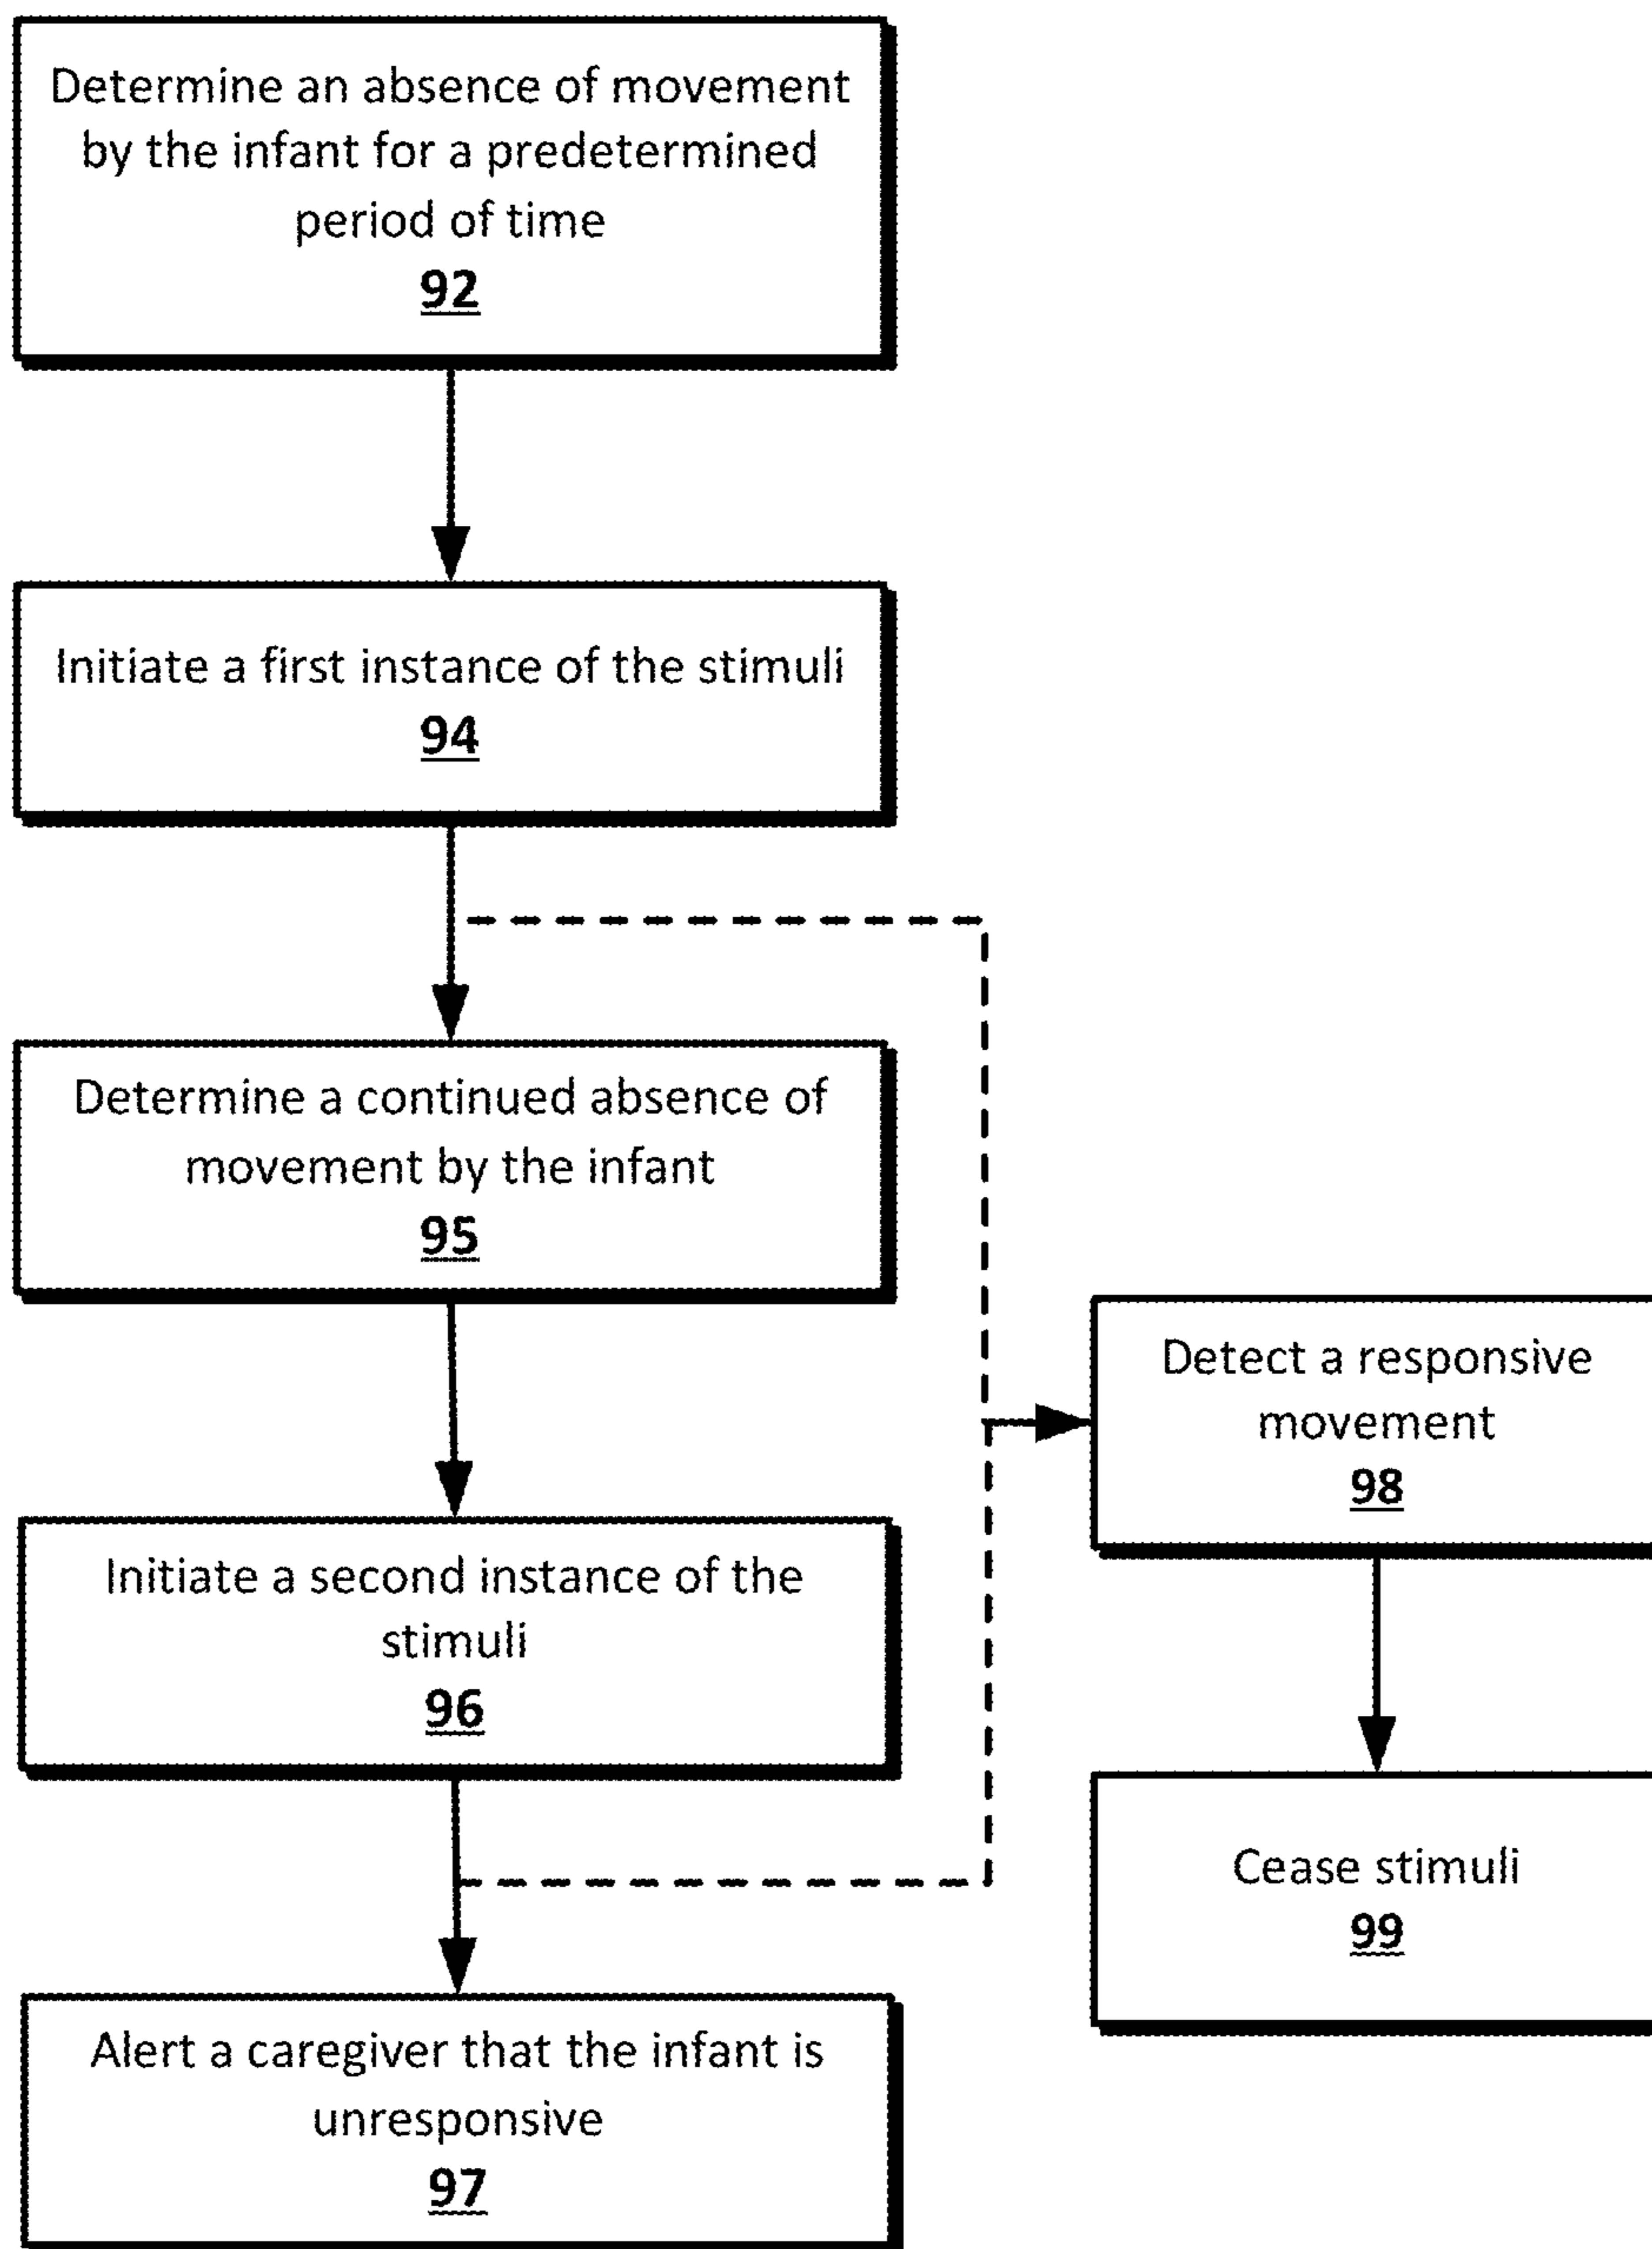 Determine an absence of movement
by the infant for a predetermined
period of time
92
Initiate a first instance of the stimuli
94
Determine a continued absence of
movement by the infant
95
Initiate a second instance of the
stimuli
96
Alert a caregiver that the infant is
unresponsive
97
Detect a responsive
movement
98
Cease stimuli
99